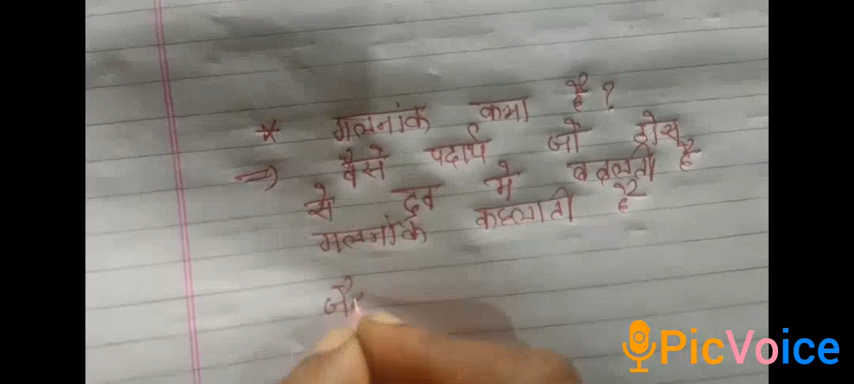 * गलनांक क्या है?
⇒ वैसे पदार्थ जो ठोस
से द्रव में बदलती है
गलनांक कहलाती है
जै
PicVoice